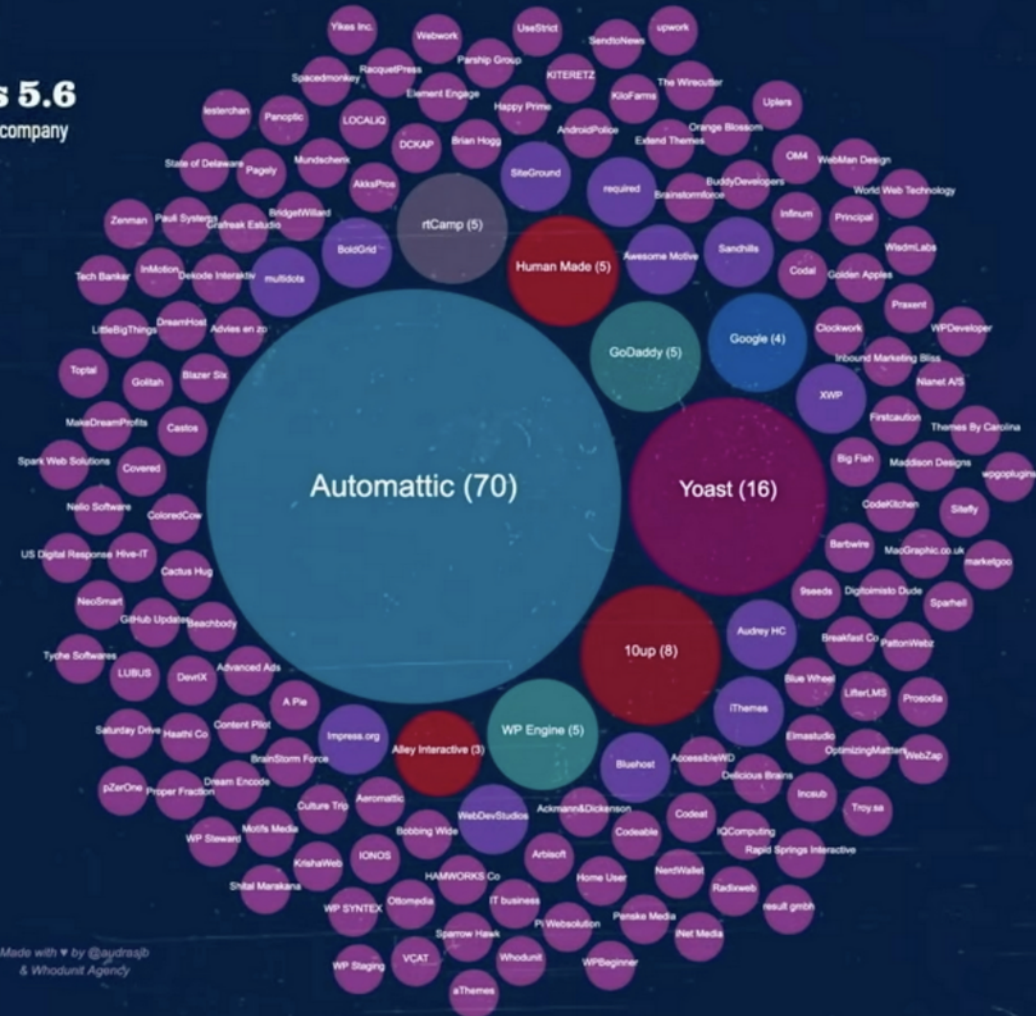 s 5.6
company
Yikes Inc.
Webwork
UseStrict
SendtoNews
upwork
Parship Group
Spacedmonkey
RacquetPress
KITERETZ
The Wirecutter
Element Engage
KiloFarms
Happy Prime
Uplers
lesterchan
Panoptic
LOCALiQ
AndroidPolice
Orange Blossom
DCKAP
Brian Hogg
Extend Themes
State of Delaware
Pagely
Mundschenk
OM4
WebMan Design
SiteGround
required
BuddyDevelopers
AkksPros
Brainstormforce
World Web Technology
Zenman
Pauli Systems
Grafreak Estudio
BridgetWillard
rtCamp (5)
Infinum
Principal
BoldGrid
Human Made (5)
Awesome Motive
Sandhills
WisdmLabs
Tech Banker
InMotion
Dekode Interaktiv
multidots
Codal
Golden Apples
Praxent
LittleBigThings
DreamHost
Advies en zo
GoDaddy (5)
Google (4)
Clockwork
WPDeveloper
Inbound Marketing Bliss
Toptal
Golitah
Blazer Six
XWP
Nianet A/S
MakeDreamProfits
Castos
Firstcaution
Themes By Carolina
Spark Web Solutions
Covered
Big Fish
Maddison Designs
wpgoplugins
Automattic (70)
Yoast (16)
Nelio Software
ColoredCow
CodeKitchen
Sitefly
US Digital Response
Hive-IT
Cactus Hug
Barbwire
MacGraphic.co.uk
marketgoo
NeoSmart
GitHub Updater
Beachbody
9seeds
Digitoimisto Dude
Sparhell
Tyche Softwares
Audrey HC
Breakfast Co
PattonWebz
10up (8)
LUBUS
DevriX
Advanced Ads
Blue Wheel
LifterLMS
Prosodia
A Pie
iThemes
Saturday Drive
Haathi Co
Content Pilot
Impress.org
Alley Interactive (3)
WP Engine (5)
Elmastudio
OptimizingMatters
WebZap
BrainStorm Force
Bluehost
AccessibleWD
Delicious Brains
pZerOne
Proper Fraction
Dream Encode
Culture Trip
Aeromattic
Incsub
Troy.sa
WebDevStudios
Ackmann&Dickenson
Codeat
WP Steward
Motifs Media
Bobbing Wide
Codeable
IQComputing
Rapid Springs Interactive
KrishaWeb
IONOS
Arbisoft
Shital Marakana
HAMWORKS Co
Home User
NerdWallet
Radixweb
WP SYNTEX
Ottomedia
IT business
result gmbh
Pi Websolution
Penske Media
iNet Media
Sparrow Hawk
WP Staging
VCAT
Whodunit
WPBeginner
aThemes
Made with ♥ by @audrasjb
& Whodunit Agency